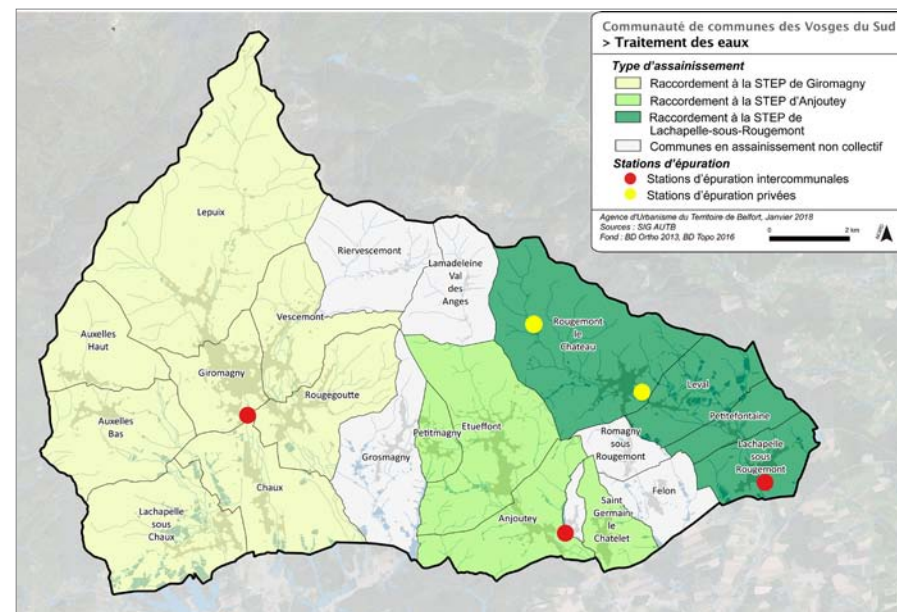 Communauté de communes des Vosges du Sud
> Traitement des eaux
Type d'assainissement
Raccordement à la STEP de Giromagny
Raccordement à la STEP d'Anjoutey
Raccordement à la STEP de
Lachapelle-sous-Rougemont
Communes en assainissement non collectif
Stations d'épuration
Stations d'épuration intercommunales
Stations d'épuration privées
Agence d'Urbanisme du Territoire de Belfort, Janvier 2018
Sources : SIG AUTB
Fond : BD Ortho 2013, BD Topo 2016
0 2 km
Lepuix
Riervescemont
Lamadeleine
Val
des
Anges
Auxelles
Haut
Vescemont
Rougemont
le
Chateau
Giromagny
Rougegoutte
Leval
Auxelles
Bas
Petitmagny
Etueffont
Petitefontaine
Romagny
sous
Rougemont
Lachapelle
sous
Rougemont
Grosmagny
Chaux
Felon
Lachapelle
sous
Chaux
Anjoutey
Saint
Germain
le
Chatelet